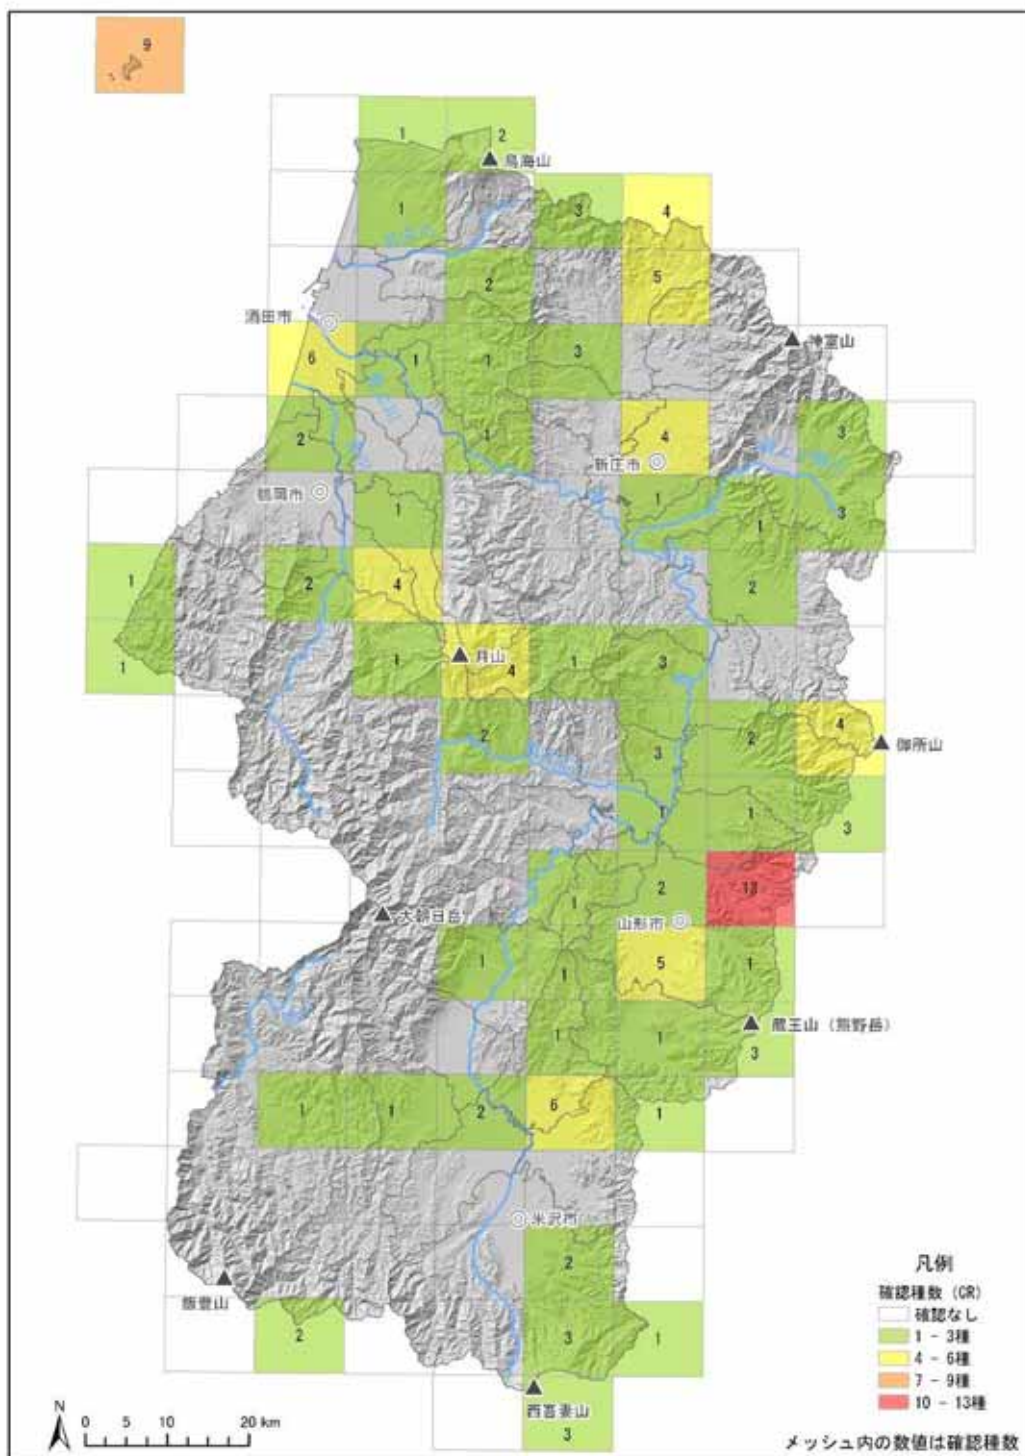 9
1
2
鳥海山
1
3
4
2
5
酒田市
神室山
6
1
1
3
2
1
4
3
新庄市
鶴岡市
1
1
1
3
1
2
4
2
1
1
月山
4
1
3
2
3
2
4
御所山
1
1
3
1
2
13
大朝日岳
山形市
1
1
5
1
1
1
蔵王山（熊野岳）
3
1
1
2
6
1
米沢市
2
飯豊山
2
3
1
西吾妻山
3
凡例
確認種数 (CR)
確認なし
1 - 3種
4 - 6種
7 - 9種
10 - 13種
N
0 5 10 20 km
メッシュ内の数値は確認種数